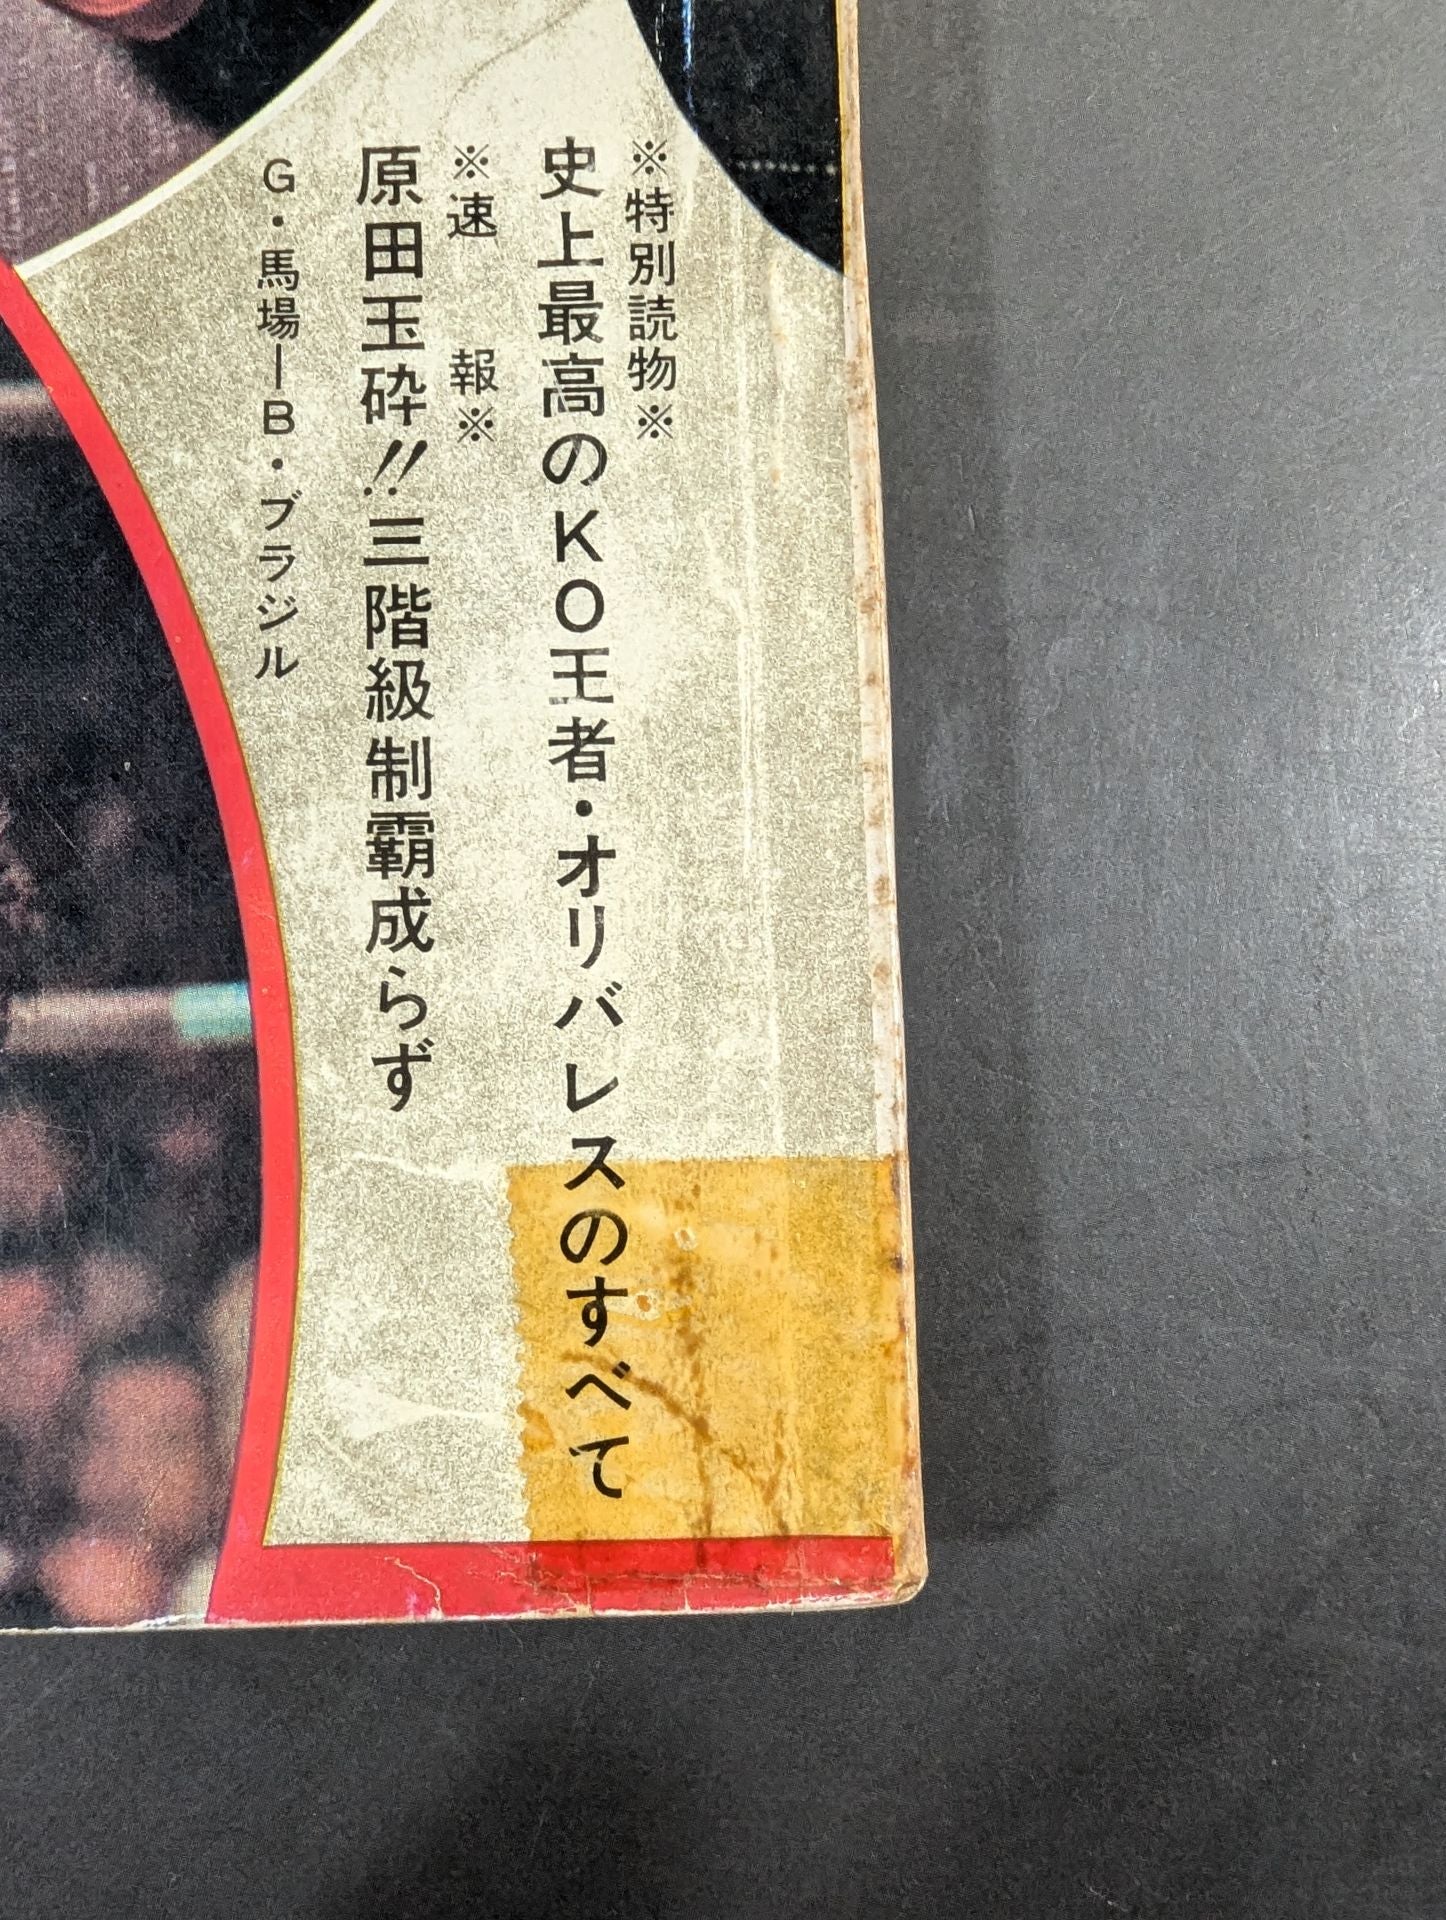 ※特別読物※
史上最高のKO王者・オリバレスのすべて
※速報※
原田玉砕!!三階級制覇成らず
G・馬場ーB・ブラジル